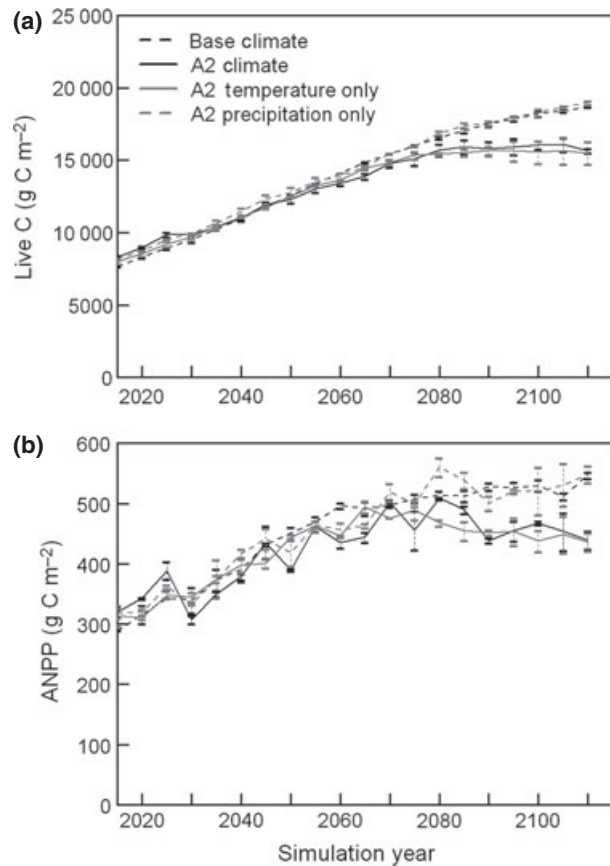 (a)
25 000
20 000
15 000
10 000
5000
0
Live C (g C m⁻²)
Base climate
A2 climate
A2 temperature only
A2 precipitation only
2020 2040 2060 2080 2100
(b)
600
500
400
300
200
100
0
ANPP (g C m⁻²)
2020 2040 2060 2080 2100
Simulation year